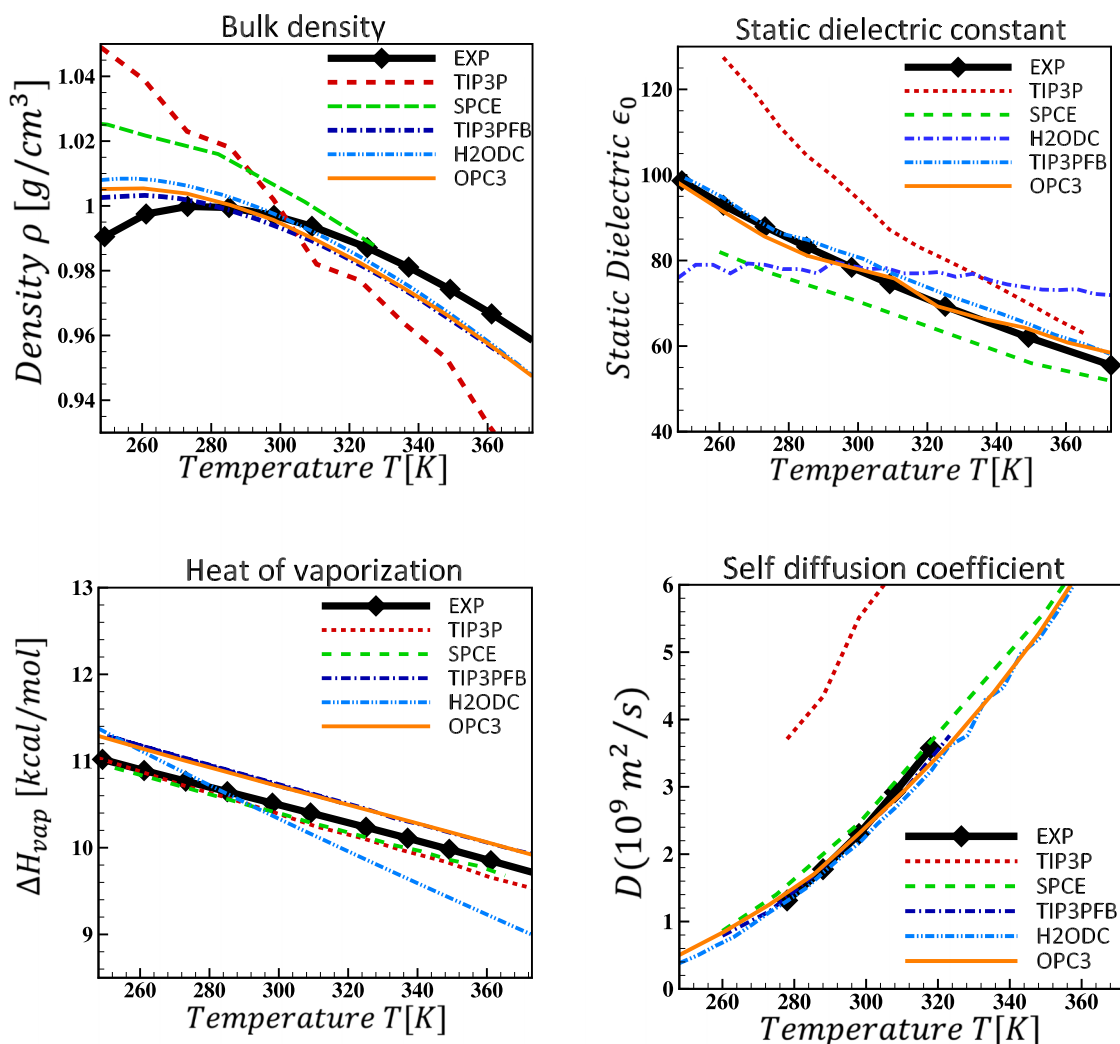 Bulk density
1.04
1.02
1
0.98
0.96
0.94
Density ρ [g/cm³]
EXP
TIP3P
SPCE
TIP3PFB
H2ODC
OPC3
260 280 300 320 340 360
Temperature T[K]
Static dielectric constant
120
100
80
60
40
Static Dielectric ϵ₀
EXP
TIP3P
SPCE
H2ODC
TIP3PFB
OPC3
260 280 300 320 340 360
Temperature T[K]
Heat of vaporization
13
12
11
10
9
ΔHᵥₐₚ [kcal/mol]
EXP
TIP3P
SPCE
TIP3PFB
H2ODC
OPC3
260 280 300 320 340 360
Temperature T[K]
Self diffusion coefficient
6
5
4
3
2
1
0
D(10⁹ m²/s)
EXP
TIP3P
SPCE
TIP3PFB
H2ODC
OPC3
260 280 300 320 340 360
Temperature T[K]